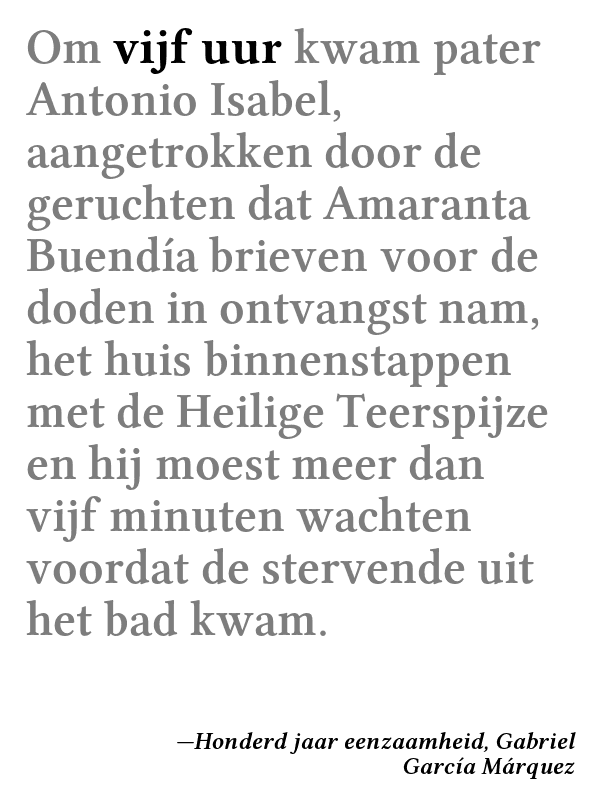 Om vijf uur kwam pater
Antonio Isabel,
aangetrokken door de
geruchten dat Amaranta
Buendía brieven voor de
doden in ontvangst nam,
het huis binnenstappen
met de Heilige Teerspijze
en hij moest meer dan
vijf minuten wachten
voordat de stervende uit
het bad kwam.
—Honderd jaar eenzaamheid, Gabriel
García Márquez